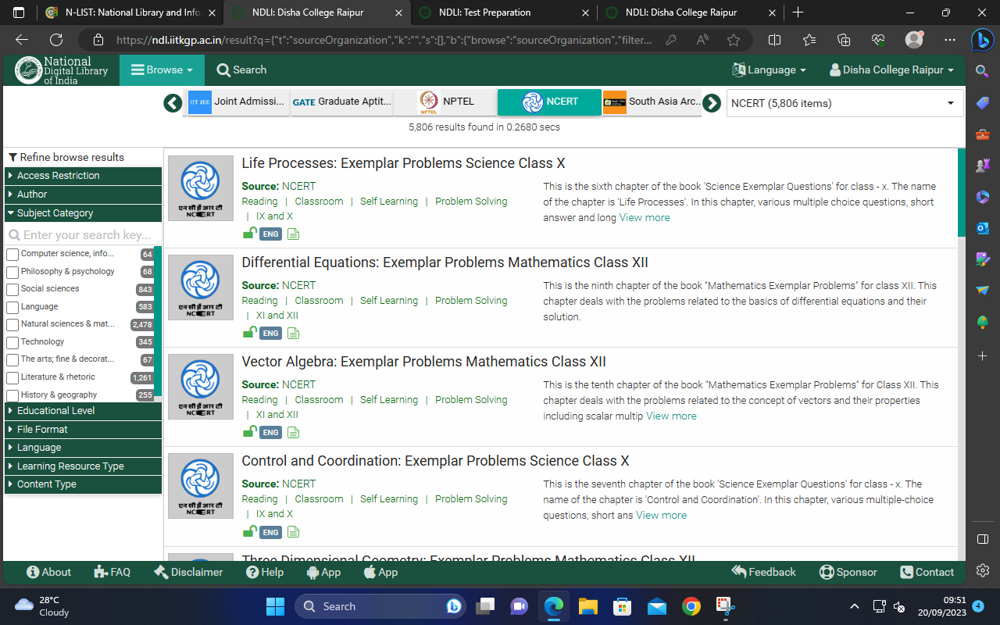 N-LIST: National Library and Info
NDLI: Disha College Raipur
NDLI: Test Preparation
NDLI: Disha College Raipur
https://ndl.iitkgp.ac.in/result?q={"t":"sourceOrganization","k":"","s":[],"b":{"browse":"sourceOrganization","filter...
National Digital Library of India
Browse
Search
Language
Disha College Raipur
IIT JEE Joint Admissi...
GATE Graduate Aptit...
NPTEL NPTEL
NCERT
South Asia Arc...
NCERT (5,806 items)
5,806 results found in 0.2680 secs
Refine browse results
Access Restriction
Author
Subject Category
Enter your search key...
Computer science, info... 64
Philosophy & psychology 68
Social sciences 843
Language 583
Natural sciences & mat... 2,478
Technology 345
The arts; fine & decorat... 67
Literature & rhetoric 1,261
History & geography 255
Educational Level
File Format
Language
Learning Resource Type
Content Type
एन सी ई आर टी
NCERT
Life Processes: Exemplar Problems Science Class X
Source: NCERT
Reading | Classroom | Self Learning | Problem Solving
| IX and X
ENG
This is the sixth chapter of the book 'Science Exemplar Questions' for class - x. The name
of the chapter is 'Life Processes'. In this chapter, various multiple choice questions, short
answer and long View more
एन सी ई आर टी
NCERT
Differential Equations: Exemplar Problems Mathematics Class XII
Source: NCERT
Reading | Classroom | Self Learning | Problem Solving
| XI and XII
ENG
This is the ninth chapter of the book "Mathematics Exemplar Problems" for class XII. This
chapter deals with the problems related to the basics of differential equations and their
solution.
एन सी ई आर टी
NCERT
Vector Algebra: Exemplar Problems Mathematics Class XII
Source: NCERT
Reading | Classroom | Self Learning | Problem Solving
| XI and XII
ENG
This is the tenth chapter of the book "Mathematics Exemplar Problems" for Class XII. This
chapter deals with the problems related to the concept of vectors and their properties
including scalar multip View more
एन सी ई आर टी
NCERT
Control and Coordination: Exemplar Problems Science Class X
Source: NCERT
Reading | Classroom | Self Learning | Problem Solving
| IX and X
ENG
This is the seventh chapter of the book 'Science Exemplar Questions' for class - x. The
name of the chapter is 'Control and Coordination'. In this chapter, various multiple-choice
questions, short ans View more
Three Dimensional Geometry: Exemplar Problems Mathematics Class XII
About
FAQ
Disclaimer
Help
App
App
Feedback
Sponsor
Contact
28°C
Cloudy
Search
09:51
20/09/2023
4